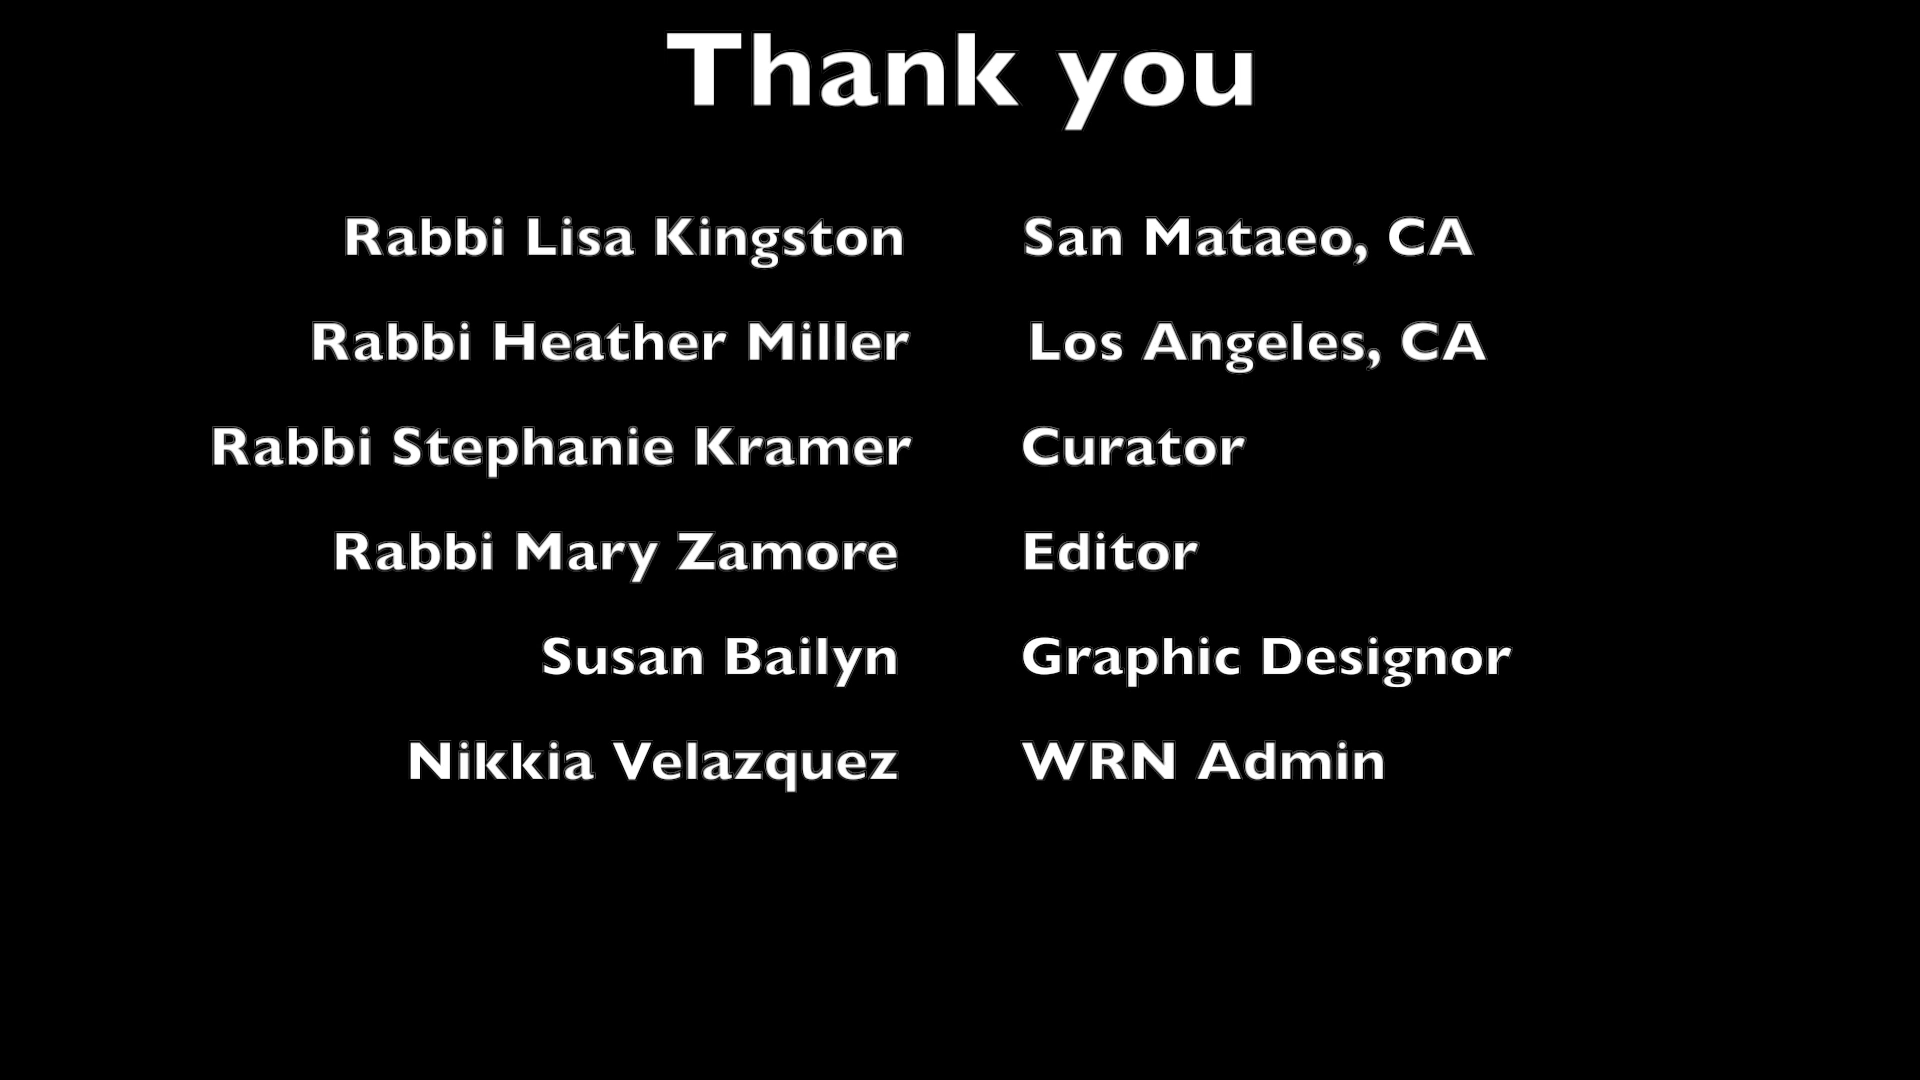 Thank you
Rabbi Lisa Kingston San Mataeo, CA
Rabbi Heather Miller Los Angeles, CA
Rabbi Stephanie Kramer Curator
Rabbi Mary Zamore Editor
Susan Bailyn Graphic Designor
Nikkia Velazquez WRN Admin